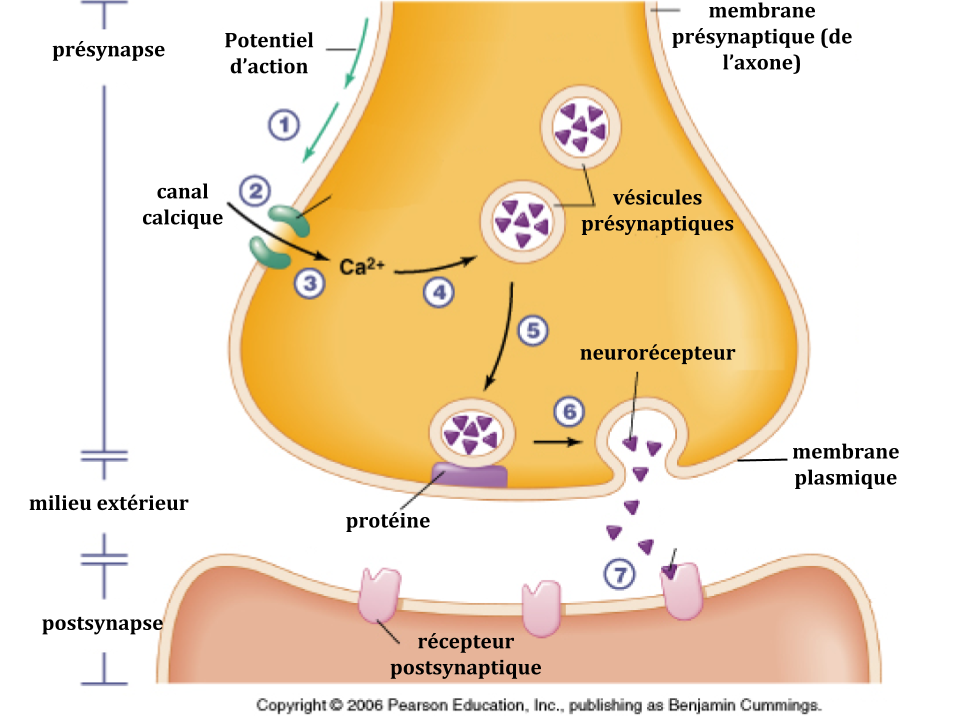 présynapse
Potentiel
d’action
membrane
présynaptique (de
l’axone)
1
canal
calcique
2
vésicules
présynaptiques
3
Ca2+
4
5
neurorécepteur
6
membrane
plasmique
milieu extérieur
protéine
7
postsynapse
récepteur
postsynaptique
Copyright © 2006 Pearson Education, Inc., publishing as Benjamin Cummings.